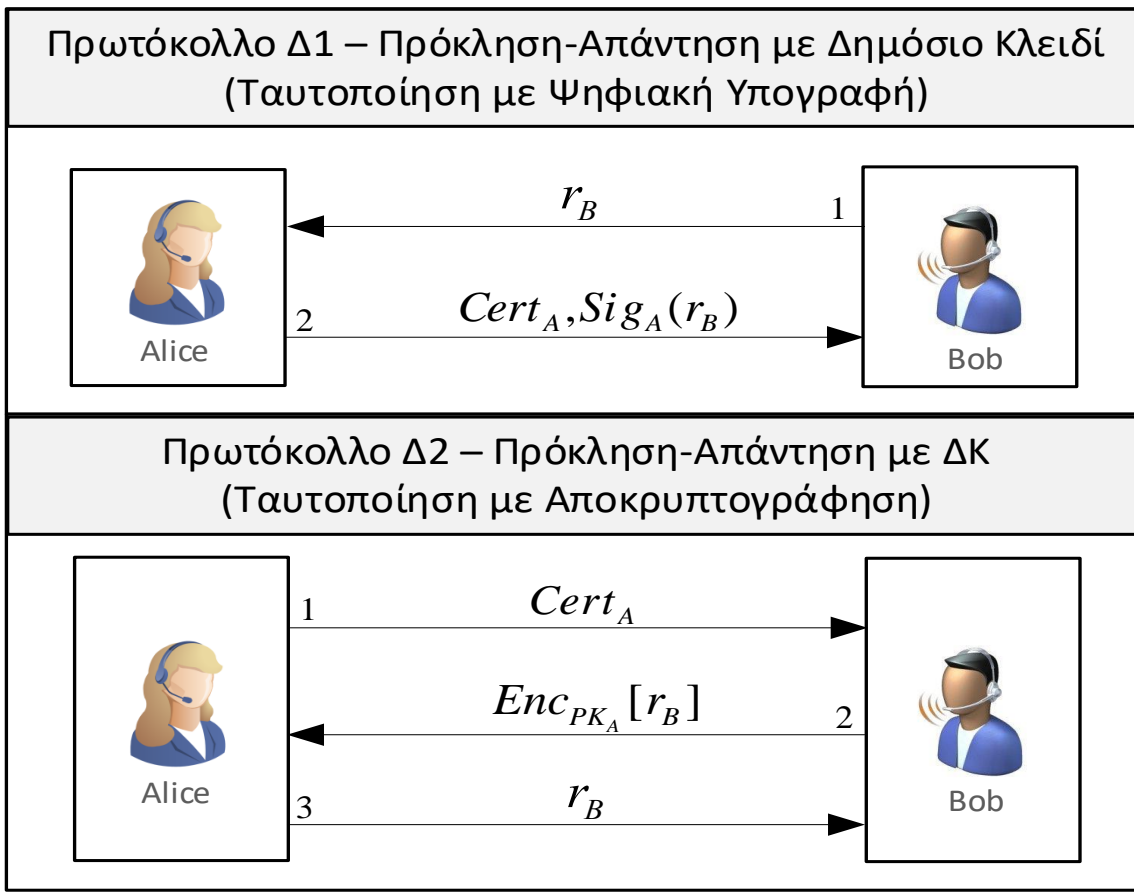 Πρωτόκολλο Δ1 – Πρόκληση-Απάντηση με Δημόσιο Κλειδί
(Ταυτοποίηση με Ψηφιακή Υπογραφή)
r_B
1
2
Cert_A,Sig_A(r_B)
Alice
Bob
Πρωτόκολλο Δ2 – Πρόκληση-Απάντηση με ΔΚ
(Ταυτοποίηση με Αποκρυπτογράφηση)
1
Cert_A
Enc_{PK_A}[r_B]
2
Alice
3
r_B
Bob